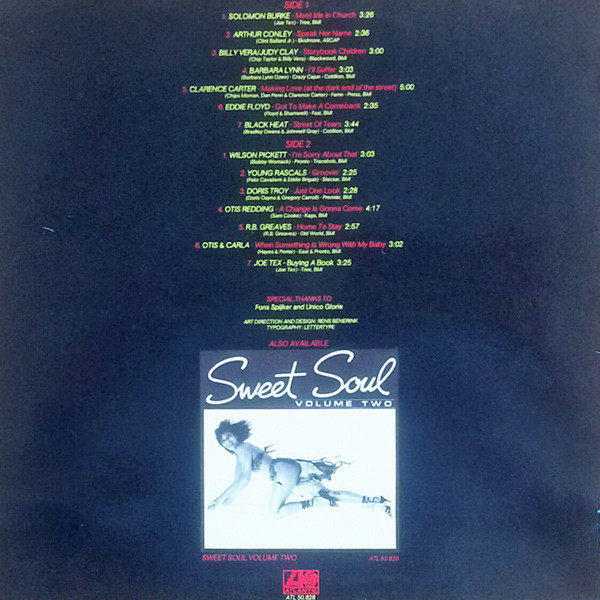 SIDE 1
1. SOLOMON BURKE - Meet Me In Church 3:26
(Joe Tex) - Tree, BMI
2. ARTHUR CONLEY - Speak Her Name 2:36
(Clint Ballard Jr.) - Skidmore, ASCAP
3. BILLY VERA/JUDY CLAY - Storybook Children 3:00
(Chip Taylor & Billy Vera) - Blackwood, BMI
4. BARBARA LYNN - I'll Suffer 3:03
(Barbara Lynn Ozen) - Crazy Cajun - Cotillion, BMI
5. CLARENCE CARTER - Making Love (at the dark end of the street) 5:00
(Chips Moman, Dan Penn & Clarence Carter) - Fame - Press, BMI
6. EDDIE FLOYD - Got To Make A Comeback 2:35
(Floyd & Shamwell) - East, BMI
7. BLACK HEAT - Street Of Tears 3:44
(Bradley Owens & Johnnell Gray) - Cotillion, BMI
SIDE 2
1. WILSON PICKETT - I'm Sorry About That 3:03
(Bobby Womack) - Pronto - Tracebob, BMI
2. YOUNG RASCALS - Groovin' 2:25
(Felix Cavaliere & Eddie Brigati) - Slacsar, BMI
3. DORIS TROY - Just One Look 2:28
(Doris Payne & Gregory Carroll) - Premier, BMI
4. OTIS REDDING - A Change Is Gonna Come 4:17
(Sam Cooke) - Kags, BMI
5. R.B. GREAVES - Home To Stay 2:57
(R.B. Greaves) - Old World, BMI
6. OTIS & CARLA - When Something Is Wrong With My Baby 3:02
(Hayes & Porter) - East & Pronto, BMI
7. JOE TEX - Buying A Book 3:25
(Joe Tex) - Tree, BMI
SPECIAL THANKS TO
Fons Spijker and Unico Glorie
ART DIRECTION AND DESIGN: RENS BENERINK
TYPOGRAPHY: LETTERTYPE
ALSO AVAILABLE
Sweet Soul
VOLUME TWO
SWEET SOUL VOLUME TWO ATL 50.829
ATLANTIC
ATL 50.828